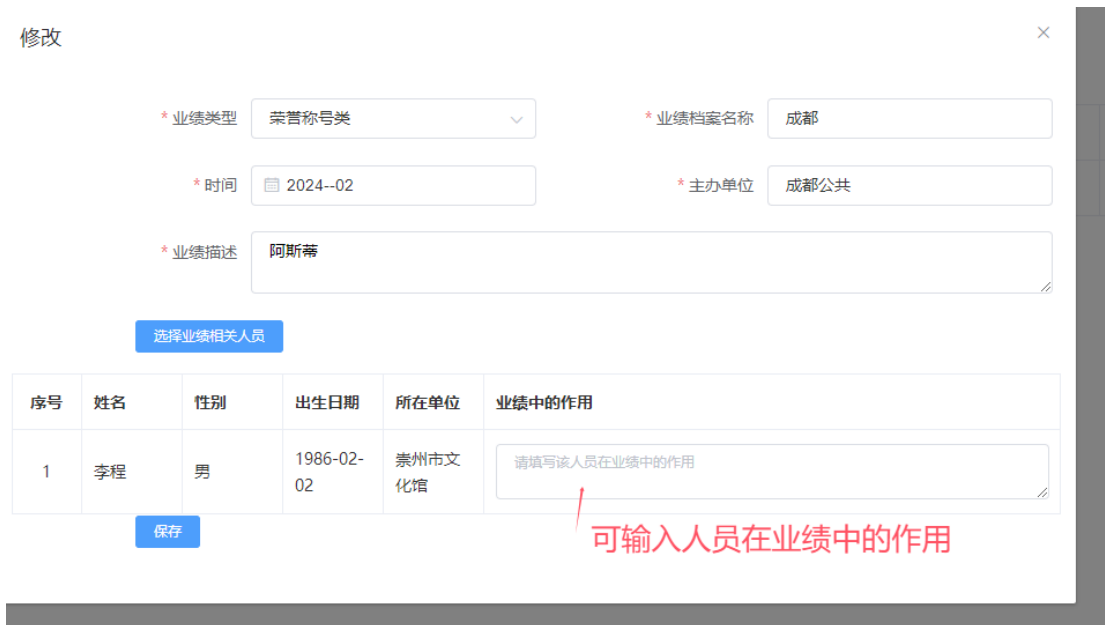 修改
* 业绩类型 荣誉称号类 * 业绩档案名称 成都
* 时间 2024--02 * 主办单位 成都公共
* 业绩描述 阿斯蒂
选择业绩相关人员
序号 姓名 性别 出生日期 所在单位 业绩中的作用
1 李程 男 1986-02-02 崇州市文化馆 请填写该人员在业绩中的作用
保存
可输入人员在业绩中的作用